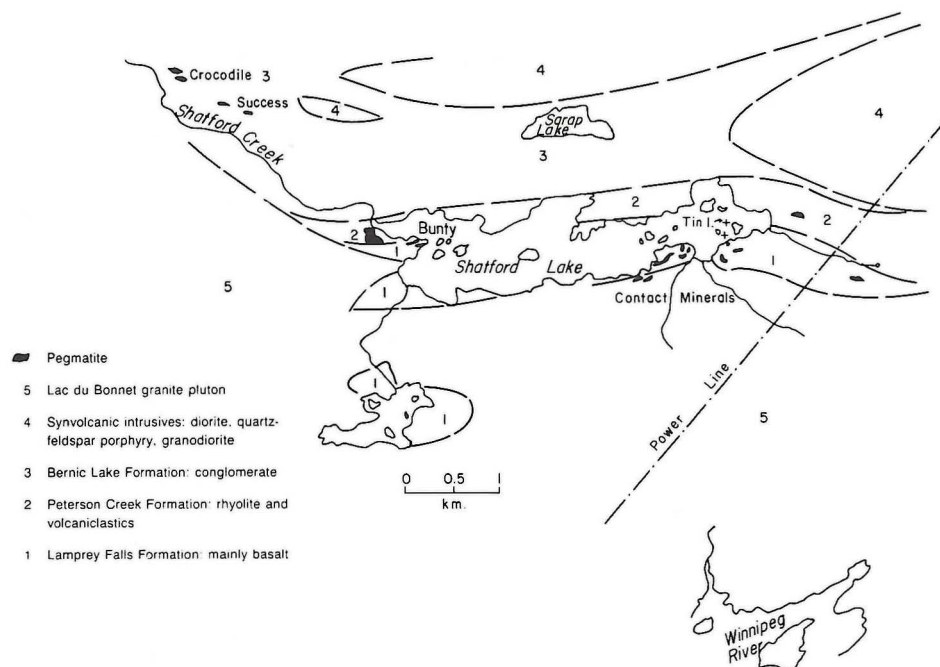 4
Crocodile 3
Success
4
4
Shatford Creek
Sarap
Lake
3
2
2
Tin I.
2
Bunty
1
1
Shatford Lake
5
1
Contact Minerals
1
1
Power Line
5
Pegmatite
5 Lac du Bonnet granite pluton
4 Synvolcanic intrusives: diorite, quartz-
feldspar porphyry, granodiorite
3 Bernic Lake Formation: conglomerate
2 Peterson Creek Formation: rhyolite and
volcaniclastics
1 Lamprey Falls Formation: mainly basalt
0 0.5 1
km.
Winnipeg
River